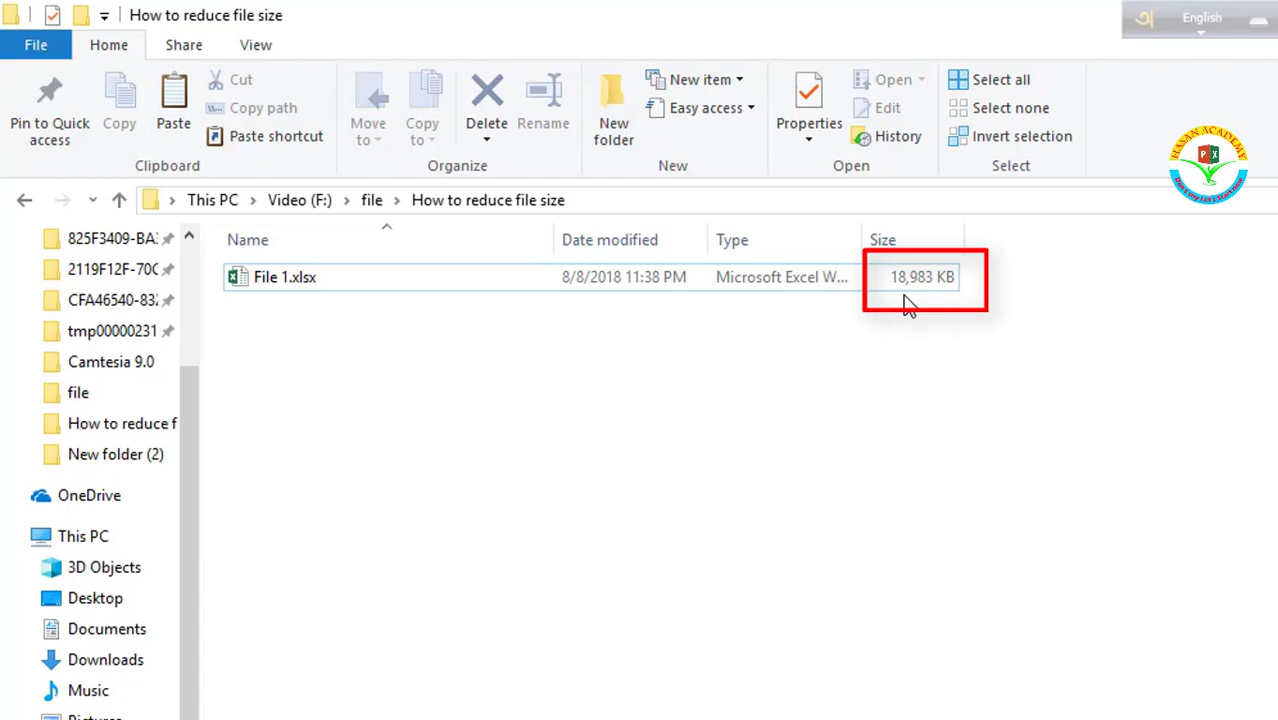 How to reduce file size
অ English
File Home Share View
Pin to Quick access
Copy
Paste
Cut
Copy path
Paste shortcut
Clipboard
Move to
Copy to
Delete
Rename
Organize
New folder
New item
Easy access
New
Properties
Open
Edit
History
Open
Select all
Select none
Invert selection
Select
HASAN ACADEMY
P X
This PC > Video (F:) > file > How to reduce file size
Name Date modified Type Size
File 1.xlsx 8/8/2018 11:38 PM Microsoft Excel W... 18,983 KB
825F3409-BA3
2119F12F-70C
CFA46540-832
tmp00000231
Camtesia 9.0
file
How to reduce f
New folder (2)
OneDrive
This PC
3D Objects
Desktop
Documents
Downloads
Music
Pictures